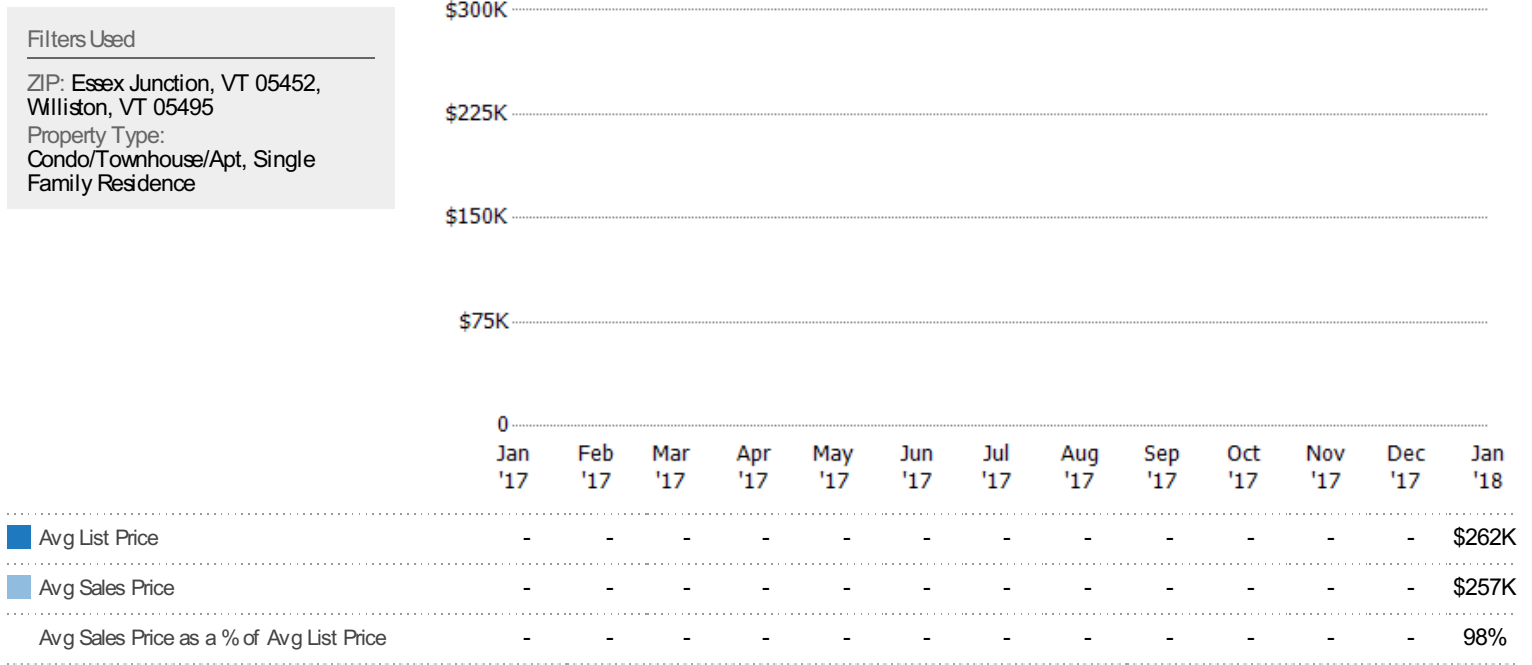 Filters Used
ZIP: Essex Junction, VT 05452,
Williston, VT 05495
Property Type:
Condo/Townhouse/Apt, Single
Family Residence
$300K
$225K
$150K
$75K
0
Jan Feb Mar Apr May Jun Jul Aug Sep Oct Nov Dec Jan
'17 '17 '17 '17 '17 '17 '17 '17 '17 '17 '17 '17 '18
Avg List Price - - - - - - - - - - - - $262K
Avg Sales Price - - - - - - - - - - - - $257K
Avg Sales Price as a % of Avg List Price - - - - - - - - - - - - 98%